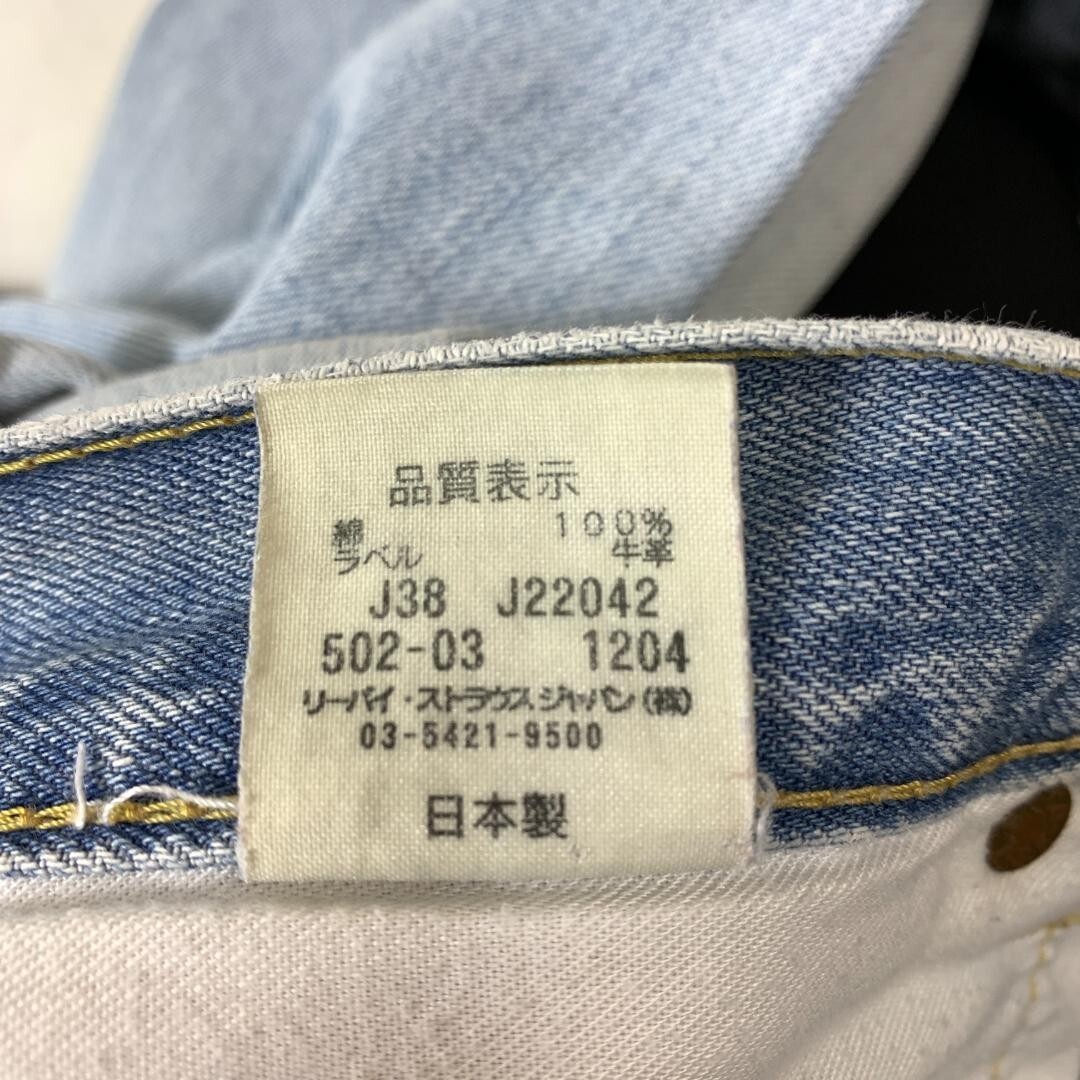 品質表示
綿 100%
ラベル 牛革
J38 J22042
502-03 1204
リーバイ・ストラウス ジャパン(株)
03-5421-9500
日本製